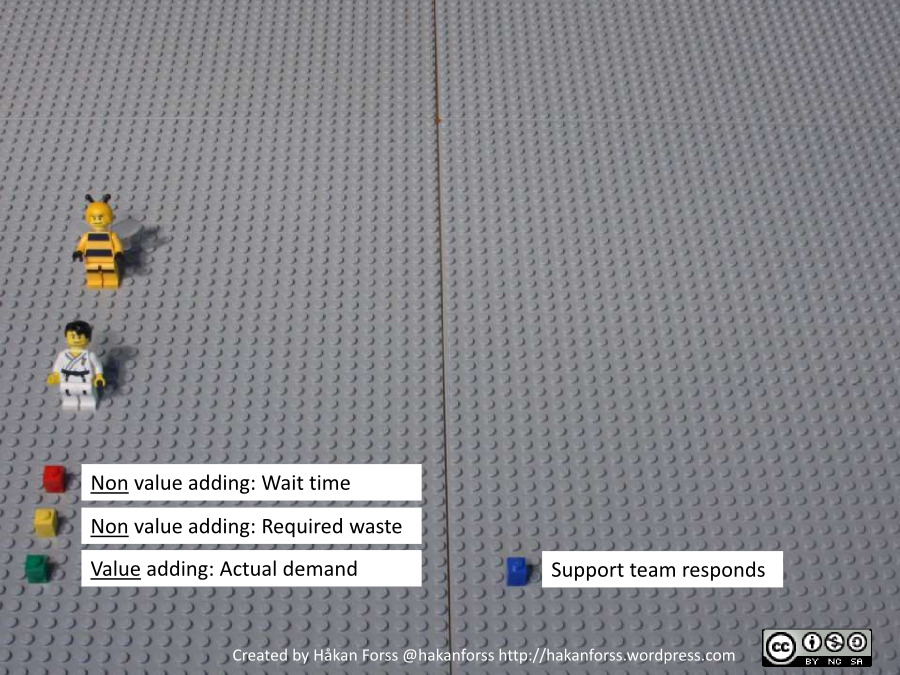 Non value adding: Wait time
Non value adding: Required waste
Value adding: Actual demand
Support team responds
Created by Håkan Forss @hakanforss http://hakanforss.wordpress.com
cc
BY NC SA